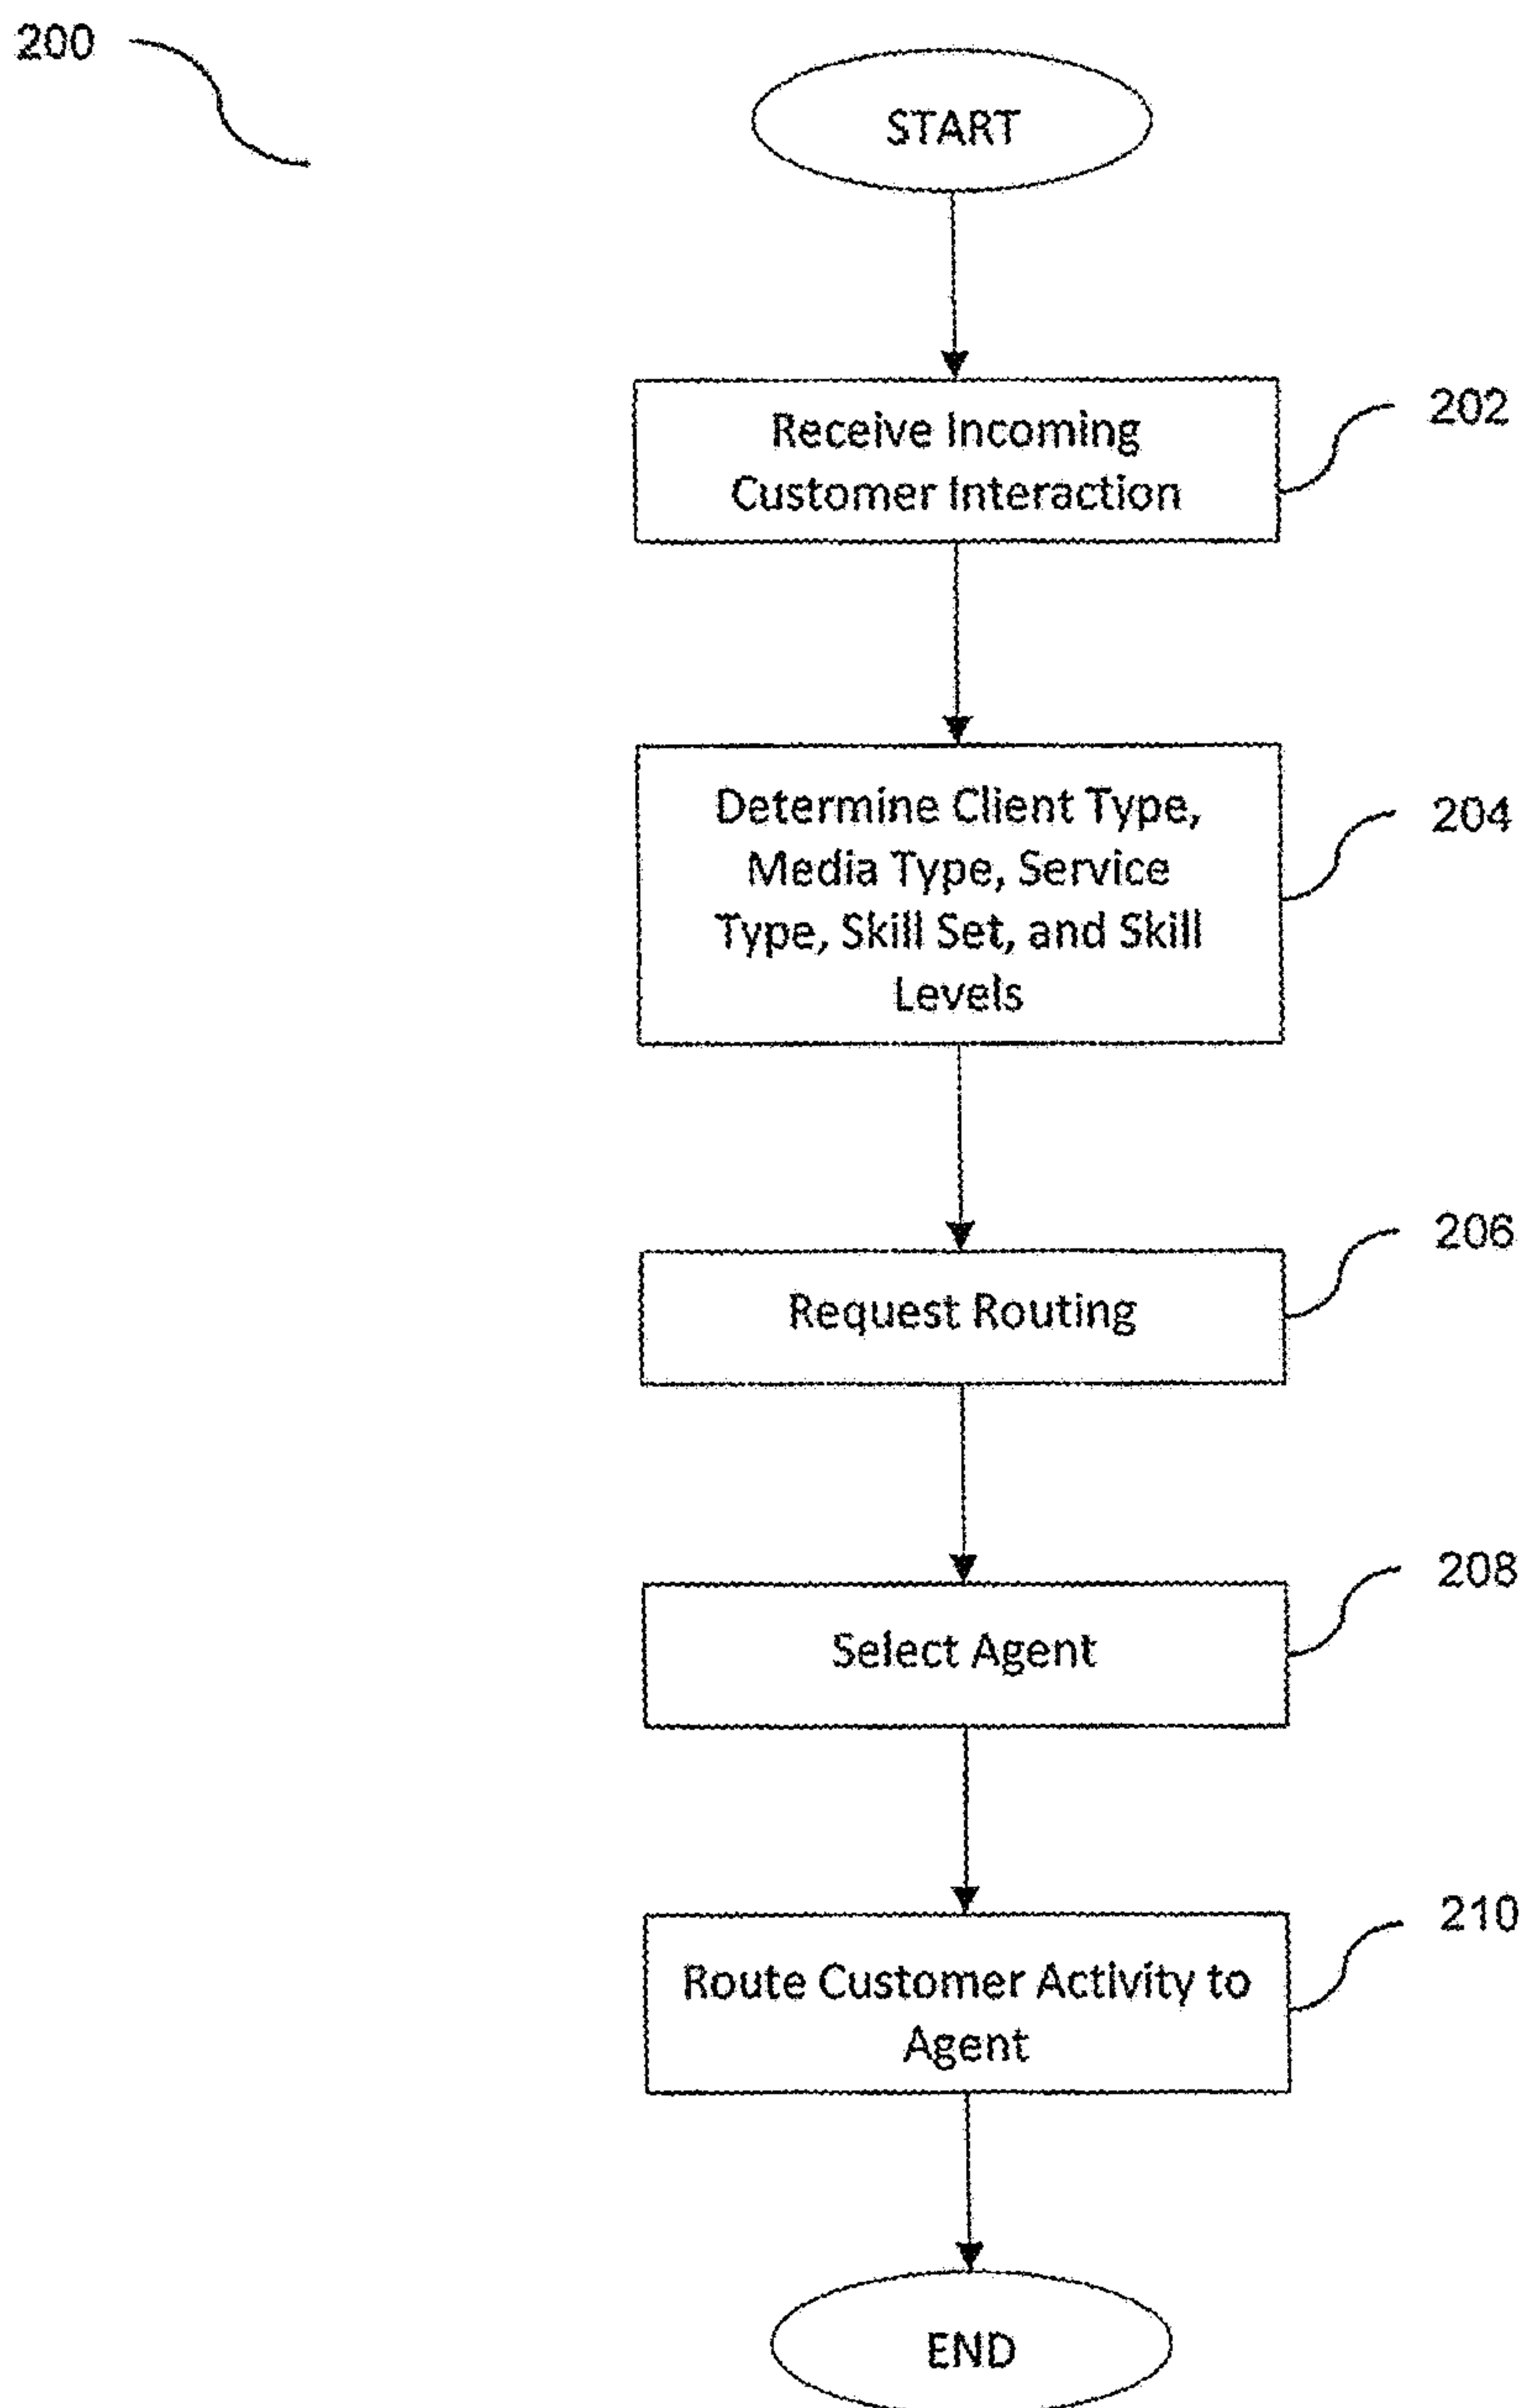 200
START
Receive Incoming
Customer Interaction
202
Determine Client Type,
Media Type, Service
Type, Skill Set, and Skill
Levels
204
Request Routing
206
Select Agent
208
Route Customer Activity to
Agent
210
END